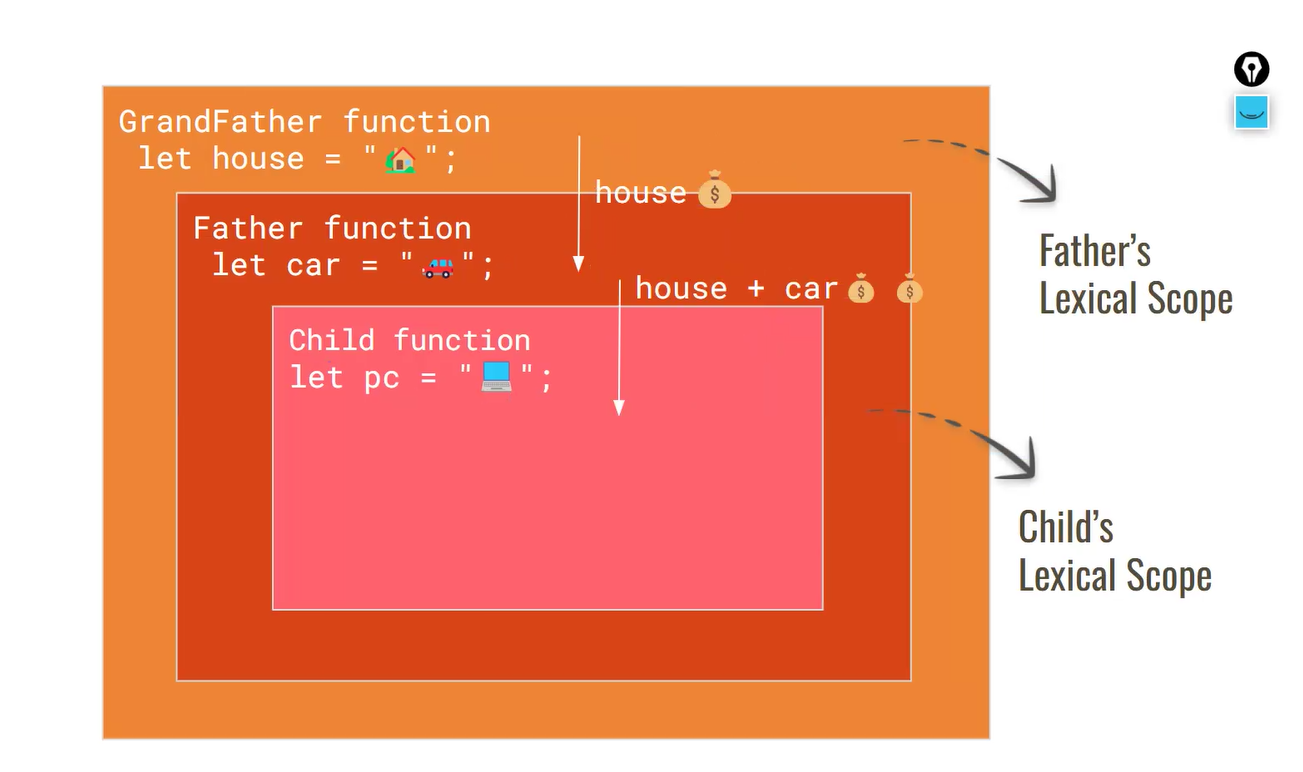 GrandFather function
let house = "🏡";
house💰
Father function
let car = "🚗";
house + car💰 💰
Child function
let pc = "💻";
Father’s
Lexical Scope
Child’s
Lexical Scope